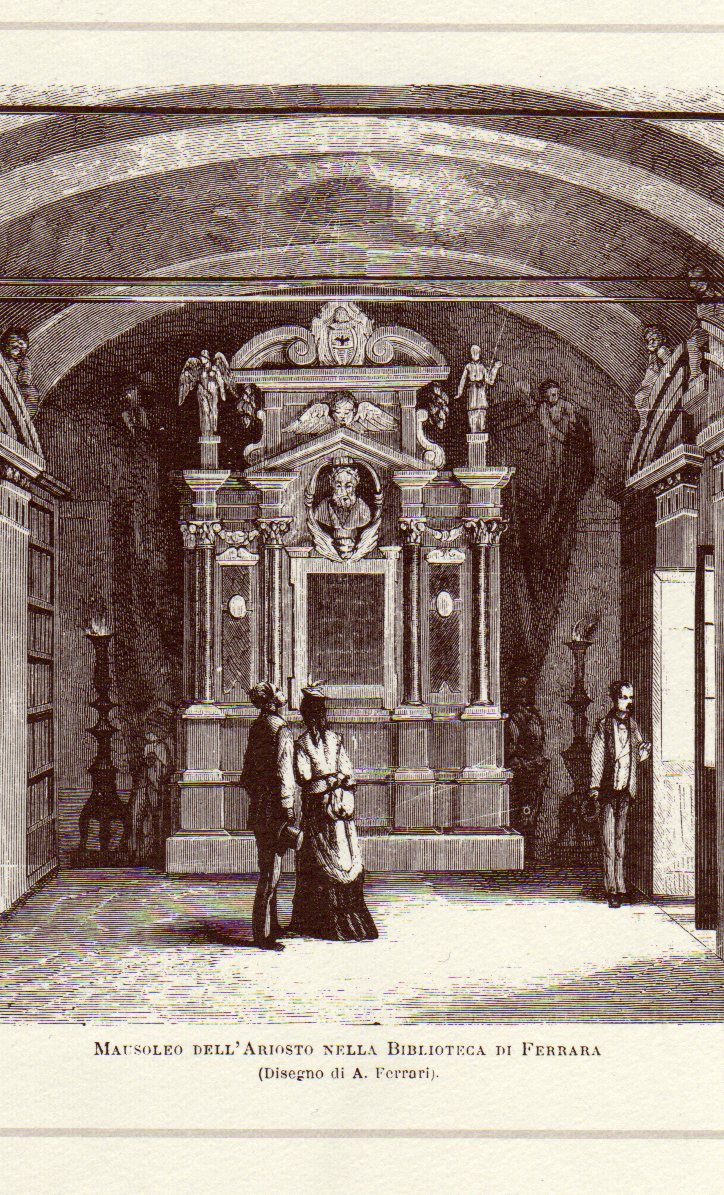 Mausoleo dell'Ariosto nella Biblioteca di Ferrara
(Disegno di A. Ferrari).